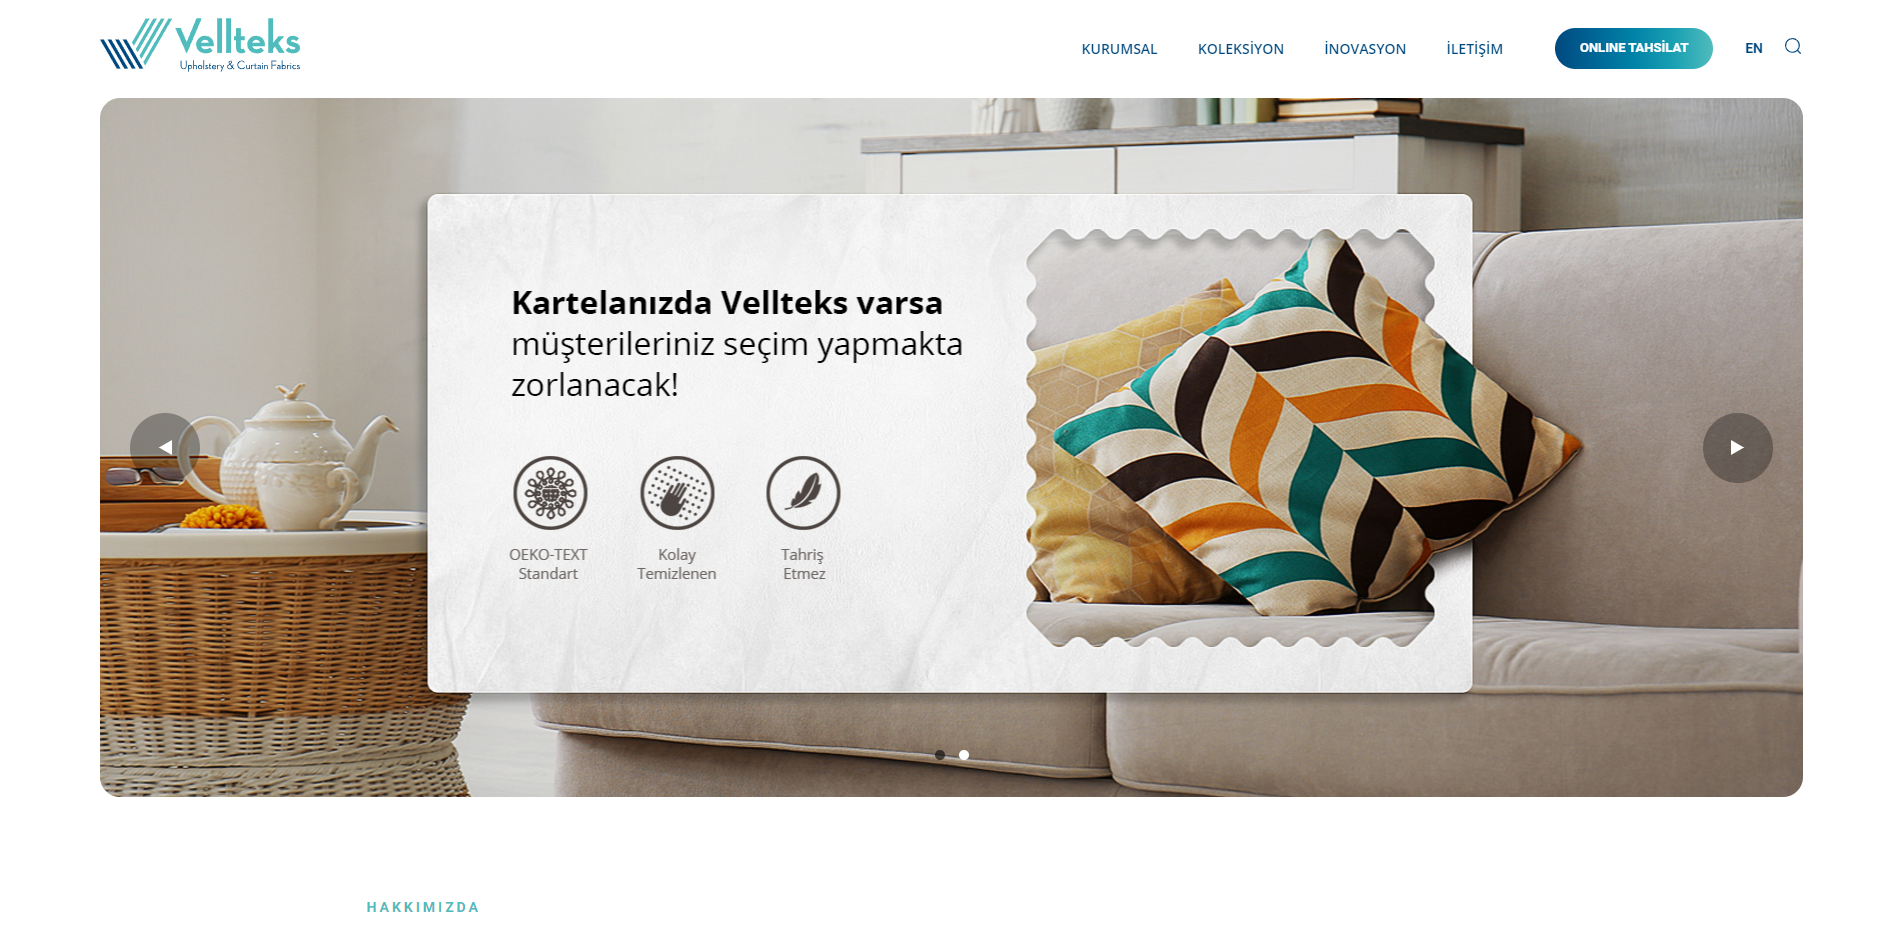 Vellteks
Upholstery & Curtain Fabrics
KURUMSAL
KOLEKSİYON
İNOVASYON
İLETİŞİM
ONLINE TAHSİLAT
EN
Kartelanızda Vellteks varsa
müşterileriniz seçim yapmakta
zorlanacak!
OEKO-TEXT
Standart
Kolay
Temizlenen
Tahriş
Etmez
HAKKIMIZDA